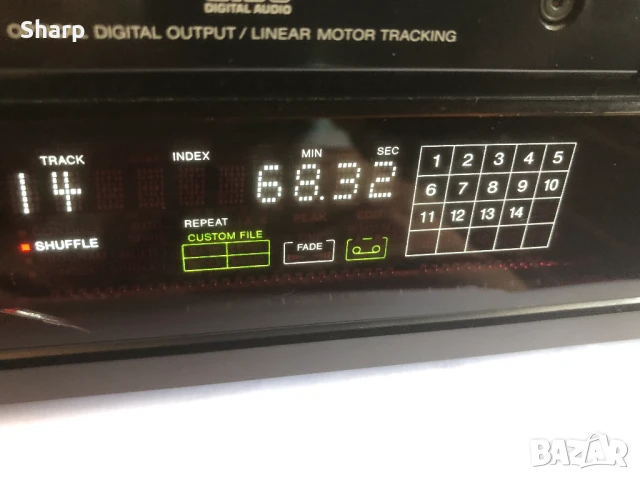 Sharp
DIGITAL AUDIO
DIGITAL OUTPUT / LINEAR MOTOR TRACKING
TRACK INDEX MIN SEC
14 68.32
SHUFFLE
REPEAT
CUSTOM FILE
FADE
1 2 3 4 5
6 7 8 9 10
11 12 13 14
BAZAR